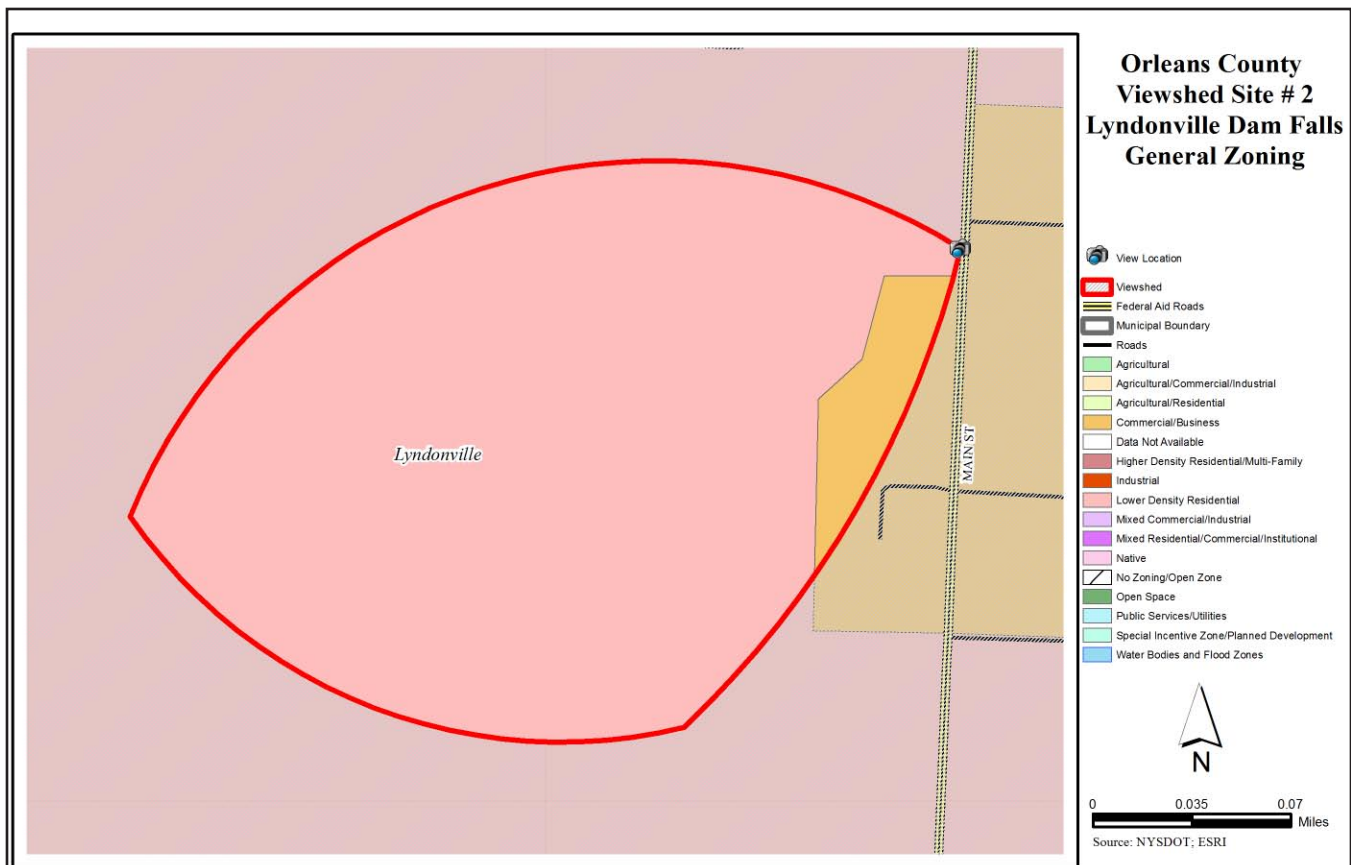 Orleans County
Viewshed Site # 2
Lyndonville Dam Falls
General Zoning
View Location
Viewshed
Federal Aid Roads
Municipal Boundary
Roads
Agricultural
Agricultural/Commercial/Industrial
Agricultural/Residential
Commercial/Business
Data Not Available
Higher Density Residential/Multi-Family
Industrial
Lower Density Residential
Mixed Commercial/Industrial
Mixed Residential/Commercial/Institutional
Native
No Zoning/Open Zone
Open Space
Public Services/Utilities
Special Incentive Zone/Planned Development
Water Bodies and Flood Zones
N
0 0.035 0.07
Miles
Source: NYSDOT; ESRI
Lyndonville
MAIN ST